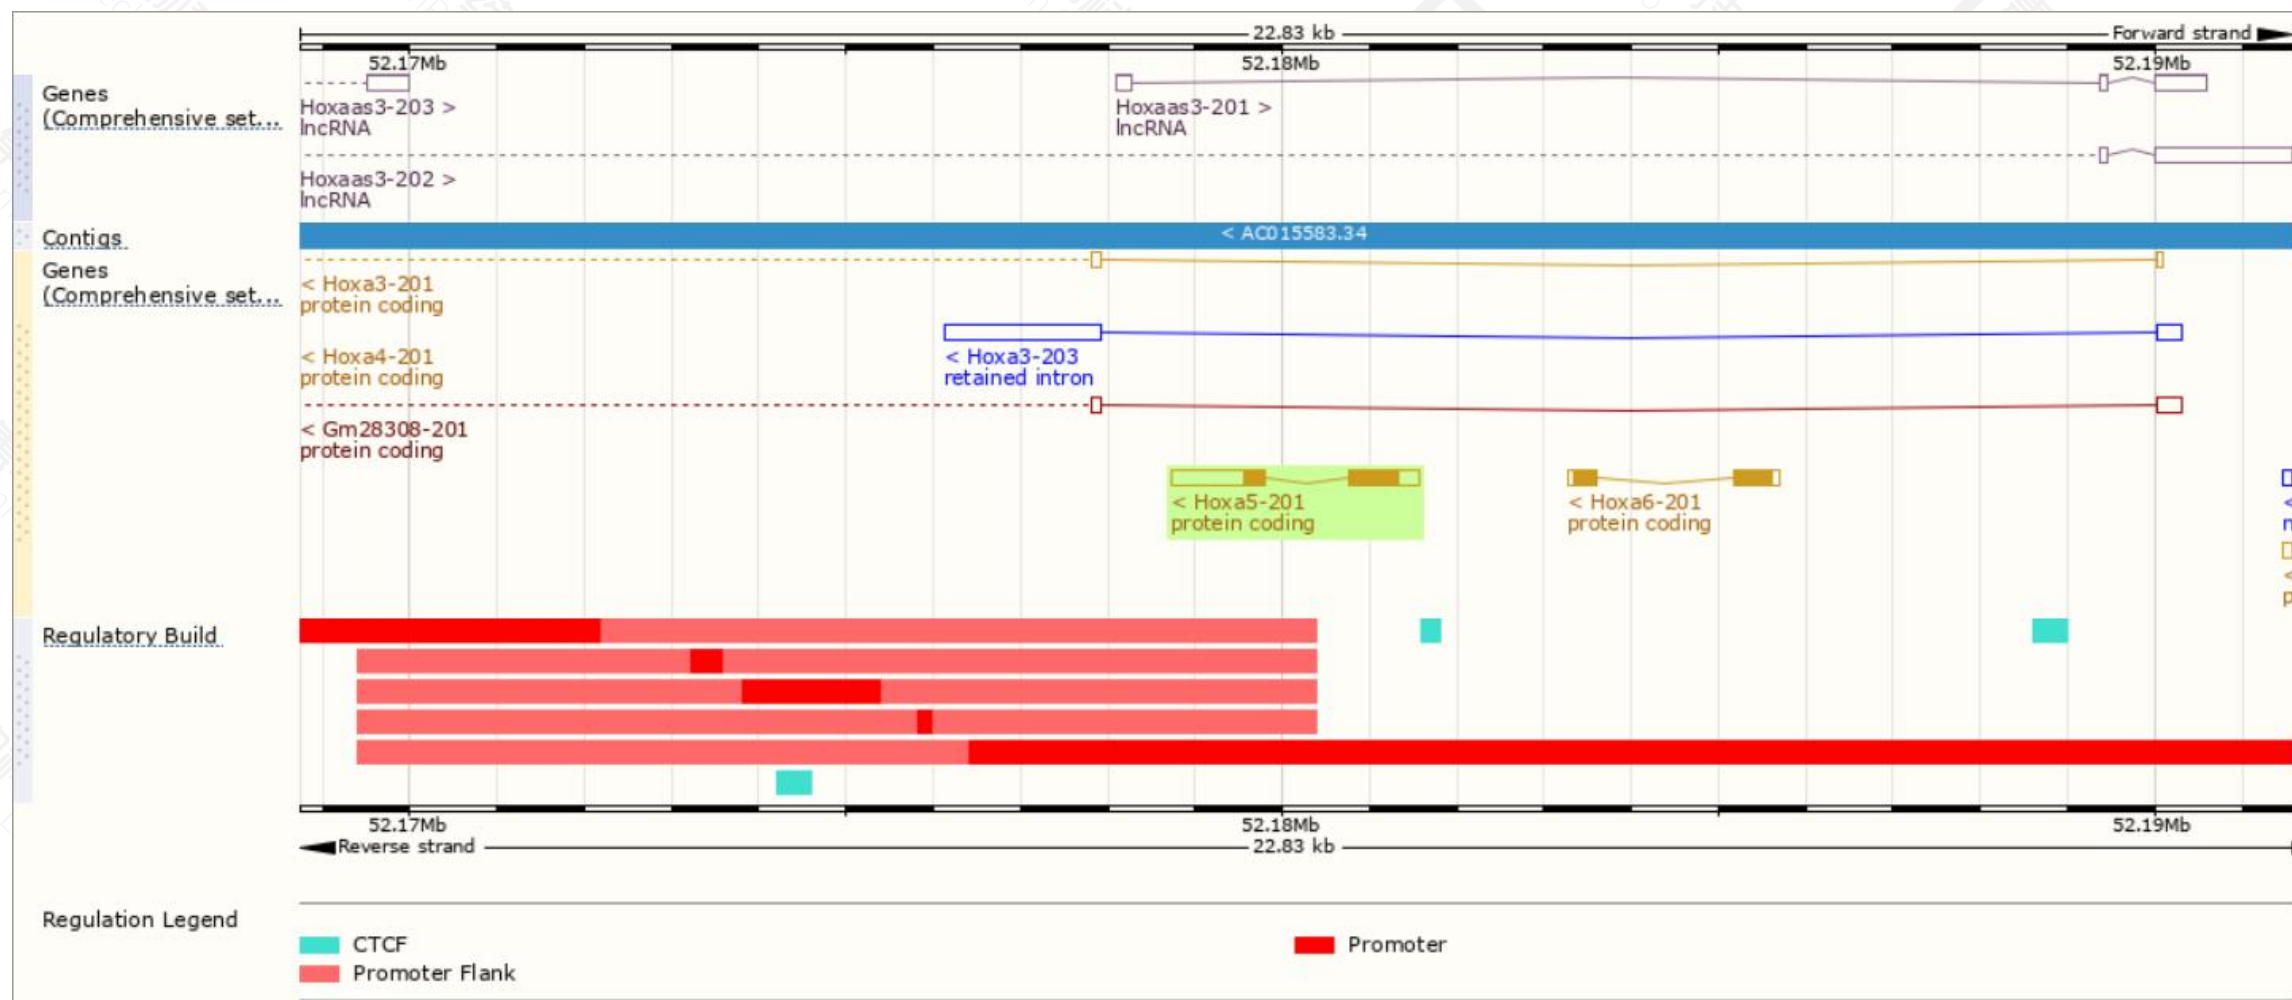 22.83 kb
Forward strand
52.17Mb 52.18Mb 52.19Mb
Genes
(Comprehensive set...
Hoxaas3-203 >
lncRNA
Hoxaas3-201 >
lncRNA
Hoxaas3-202 >
lncRNA
Contigs
< AC015583.34
Genes
(Comprehensive set...
< Hoxa3-201
protein coding
< Hoxa4-201
protein coding
< Hoxa3-203
retained intron
< Gm28308-201
protein coding
< Hoxa5-201
protein coding
< Hoxa6-201
protein coding
<
<
Regulatory Build
52.17Mb 52.18Mb 52.19Mb
Reverse strand
22.83 kb
Regulation Legend
CTCF
Promoter
Promoter Flank